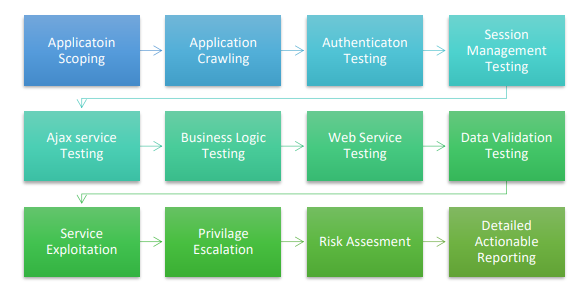 Applicatoin
Scoping
Application
Crawling
Authenticaton
Testing
Session
Management
Testing
Ajax service
Testing
Business Logic
Testing
Web Service
Testing
Data Validation
Testing
Service
Exploitation
Privilage
Escalation
Risk Assesment
Detailed
Actionable
Reporting